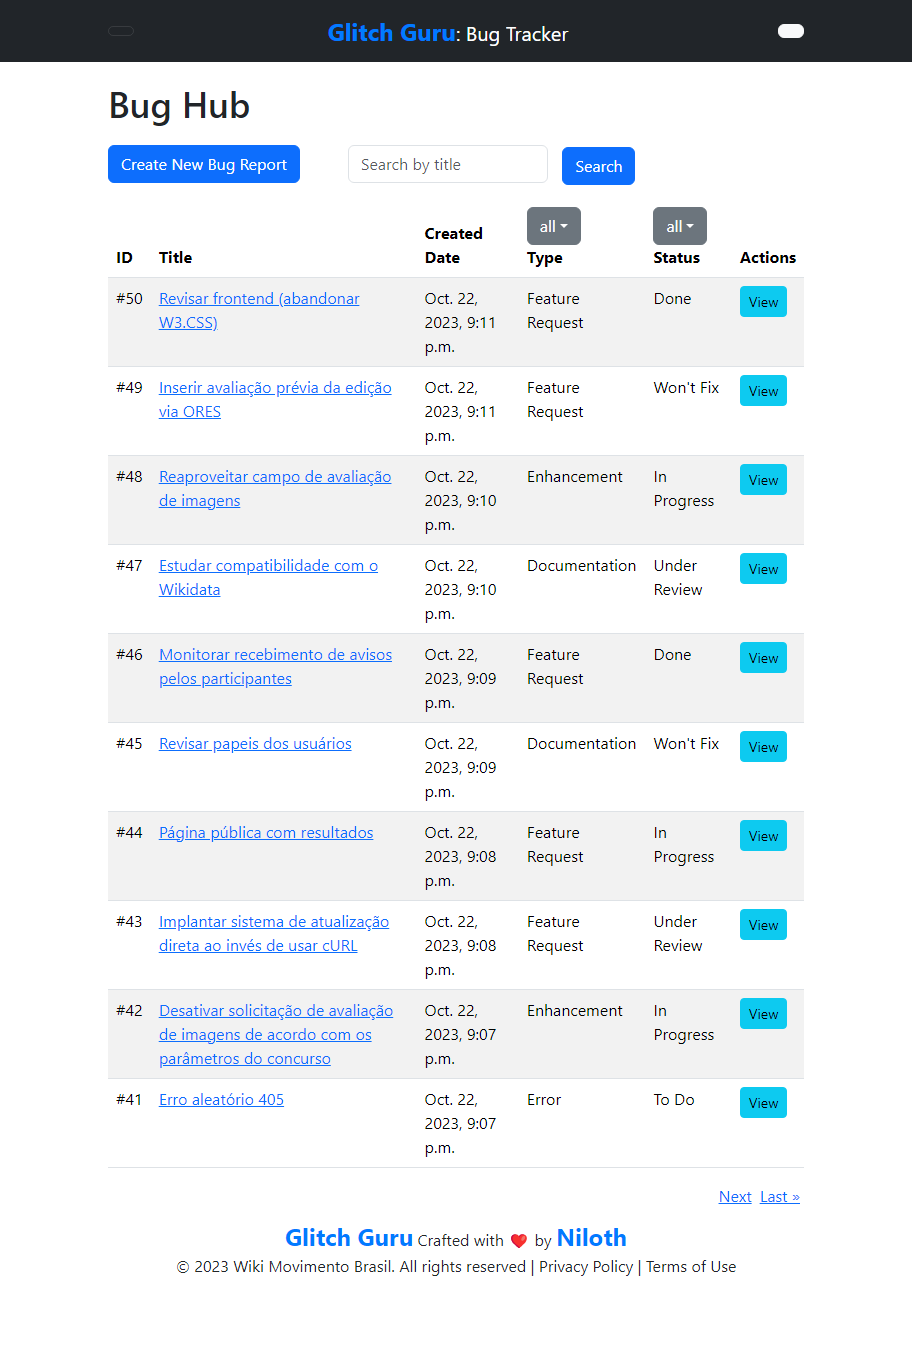 Glitch Guru: Bug Tracker
Bug Hub
Create New Bug Report
Search by title
Search
all
all
ID Title Created Date Type Status Actions
#50 Revisar frontend (abandonar W3.CSS) Oct. 22, 2023, 9:11 p.m. Feature Request Done View
#49 Inserir avaliação prévia da edição via ORES Oct. 22, 2023, 9:11 p.m. Feature Request Won't Fix View
#48 Reaproveitar campo de avaliação de imagens Oct. 22, 2023, 9:10 p.m. Enhancement In Progress View
#47 Estudar compatibilidade com o Wikidata Oct. 22, 2023, 9:10 p.m. Documentation Under Review View
#46 Monitorar recebimento de avisos pelos participantes Oct. 22, 2023, 9:09 p.m. Feature Request Done View
#45 Revisar papeis dos usuários Oct. 22, 2023, 9:09 p.m. Documentation Won't Fix View
#44 Página pública com resultados Oct. 22, 2023, 9:08 p.m. Feature Request In Progress View
#43 Implantar sistema de atualização direta ao invés de usar cURL Oct. 22, 2023, 9:08 p.m. Feature Request Under Review View
#42 Desativar solicitação de avaliação de imagens de acordo com os parâmetros do concurso Oct. 22, 2023, 9:07 p.m. Enhancement In Progress View
#41 Erro aleatório 405 Oct. 22, 2023, 9:07 p.m. Error To Do View
Next Last »
Glitch Guru Crafted with ❤️ by Niloth
© 2023 Wiki Movimento Brasil. All rights reserved | Privacy Policy | Terms of Use